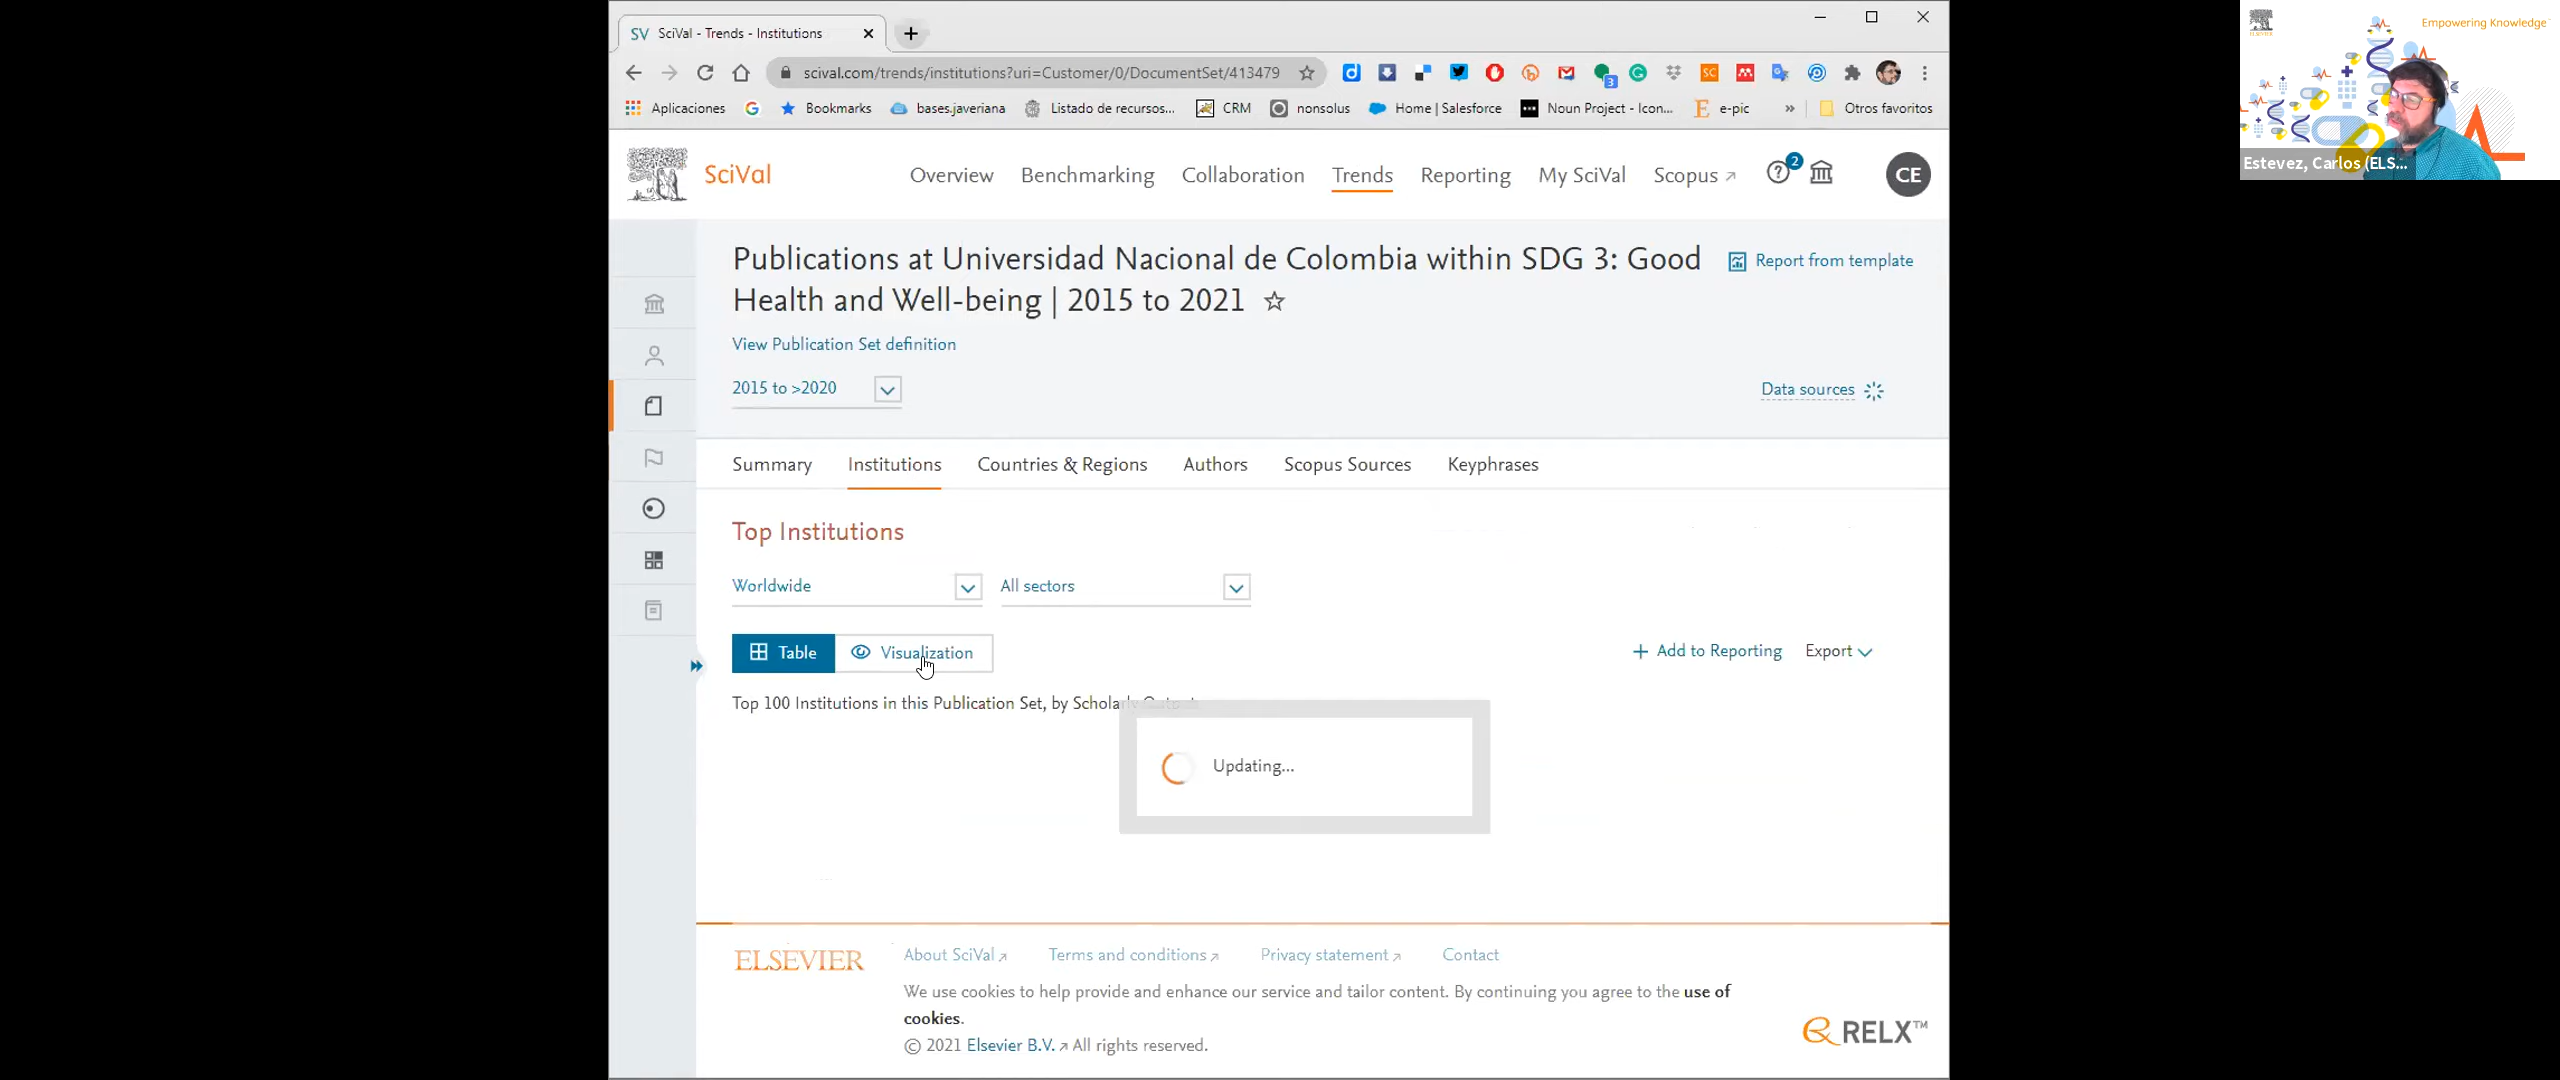 SciVal - Trends - Institutions
scival.com/trends/institutions?uri=Customer/0/DocumentSet/413479
Aplicaciones
Bookmarks
bases.javeriana
Listado de recursos...
CRM
nonsolus
Home | Salesforce
Noun Project - Icon...
e-pic
Otros favoritos
SciVal
Overview
Benchmarking
Collaboration
Trends
Reporting
My SciVal
Scopus
2
CE
Publications at Universidad Nacional de Colombia within SDG 3: Good
Health and Well-being | 2015 to 2021
Report from template
View Publication Set definition
2015 to >2020
Data sources
Summary
Institutions
Countries & Regions
Authors
Scopus Sources
Keyphrases
Top Institutions
Worldwide
All sectors
Table
Visualization
+ Add to Reporting
Export
Top 100 Institutions in this Publication Set, by
Updating...
ELSEVIER
About SciVal
Terms and conditions
Privacy statement
Contact
We use cookies to help provide and enhance our service and tailor content. By continuing you agree to the use of
cookies.
© 2021 Elsevier B.V. All rights reserved.
RELX™
Empowering Knowledge
Estevez, Carlos (ELS...